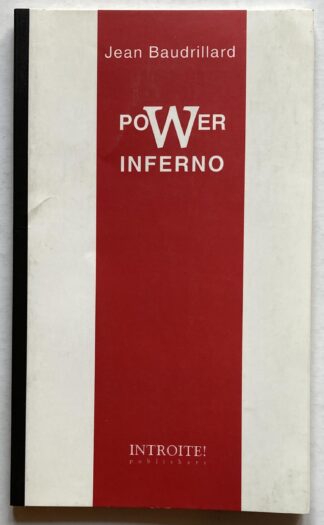 Jean Baudrillard
POWER
INFERNO
INTROITE!
publishers